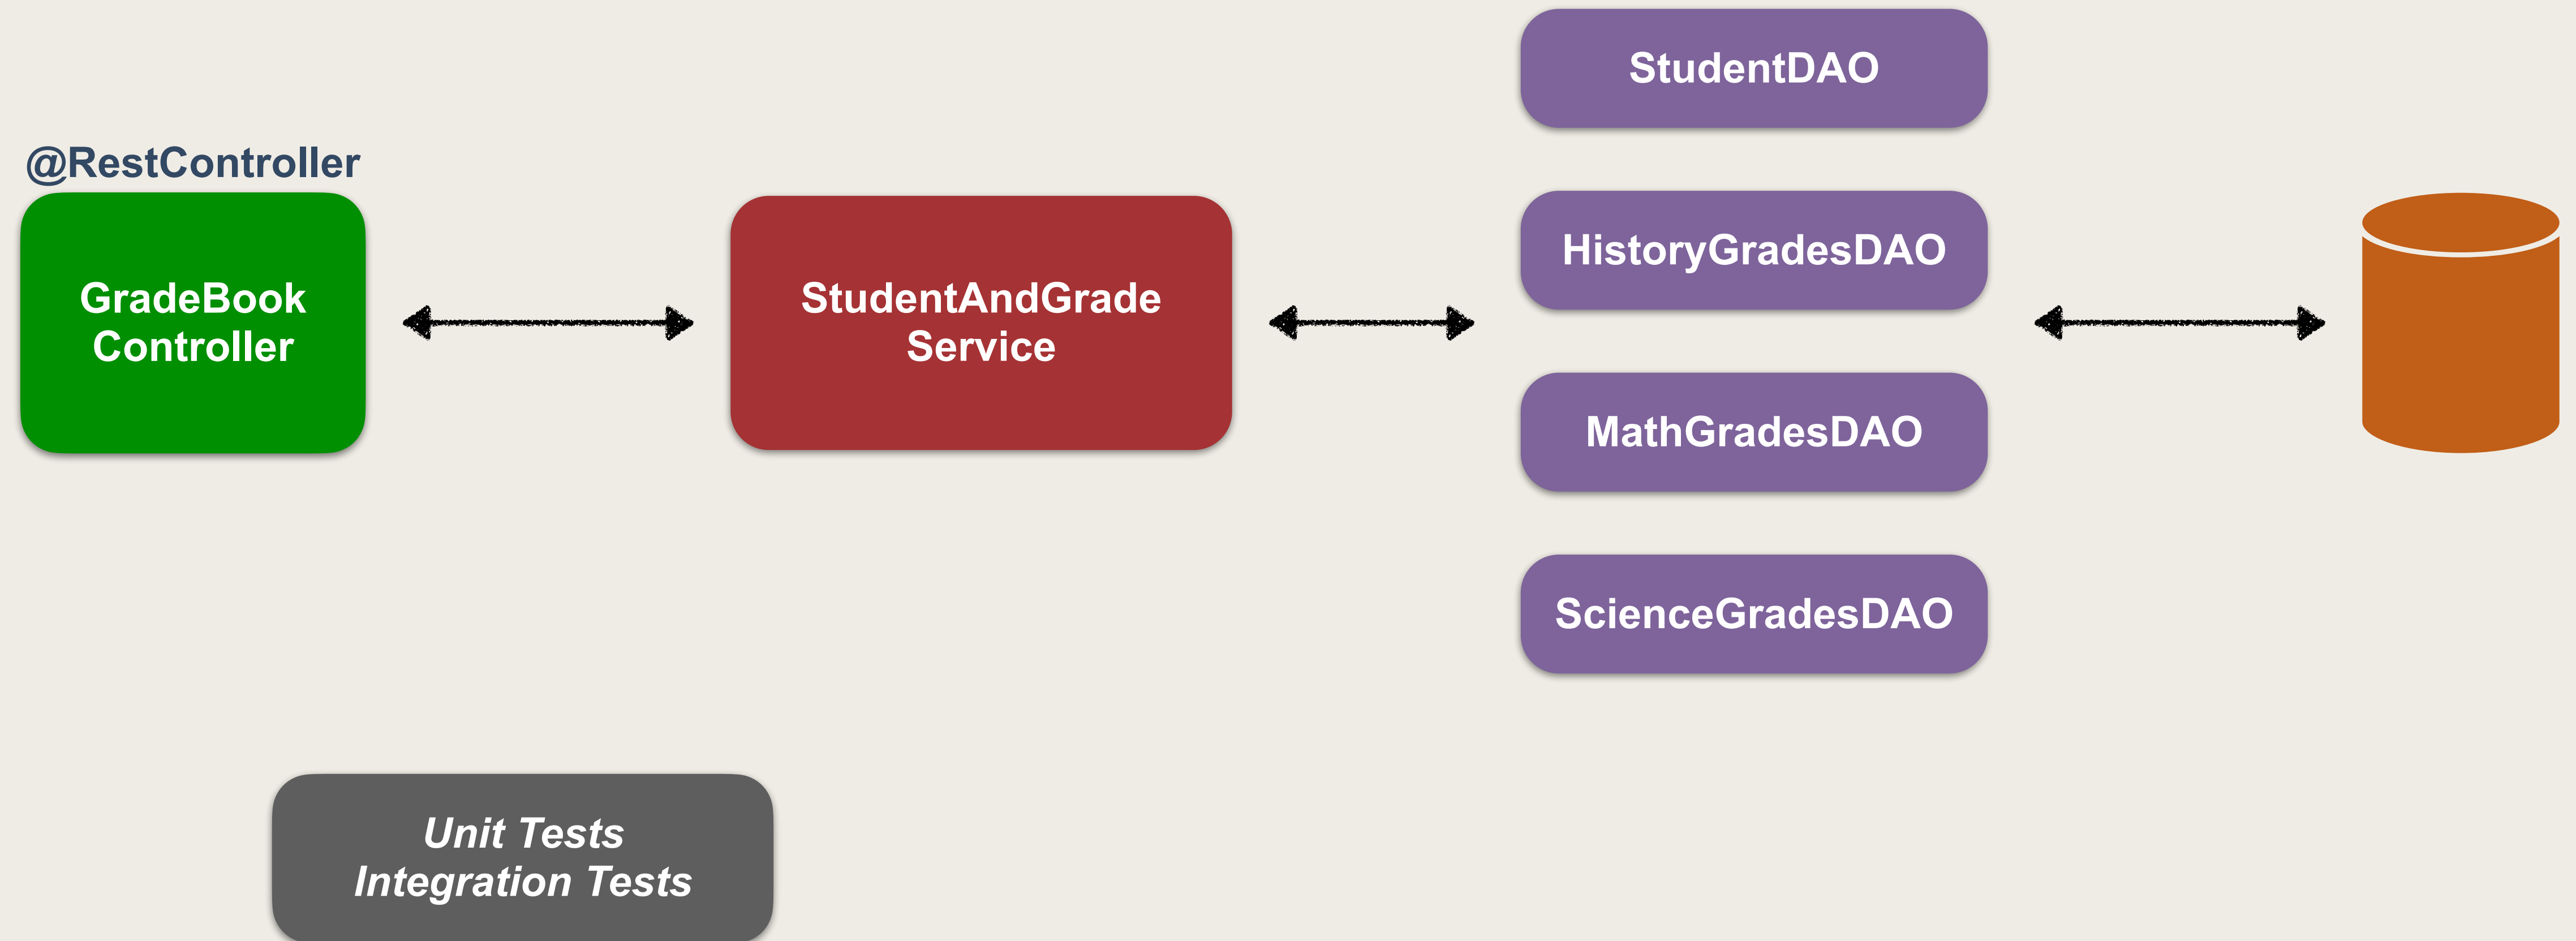 @RestController
GradeBook
Controller
StudentAndGrade
Service
StudentDAO
HistoryGradesDAO
MathGradesDAO
ScienceGradesDAO
Unit Tests
Integration Tests